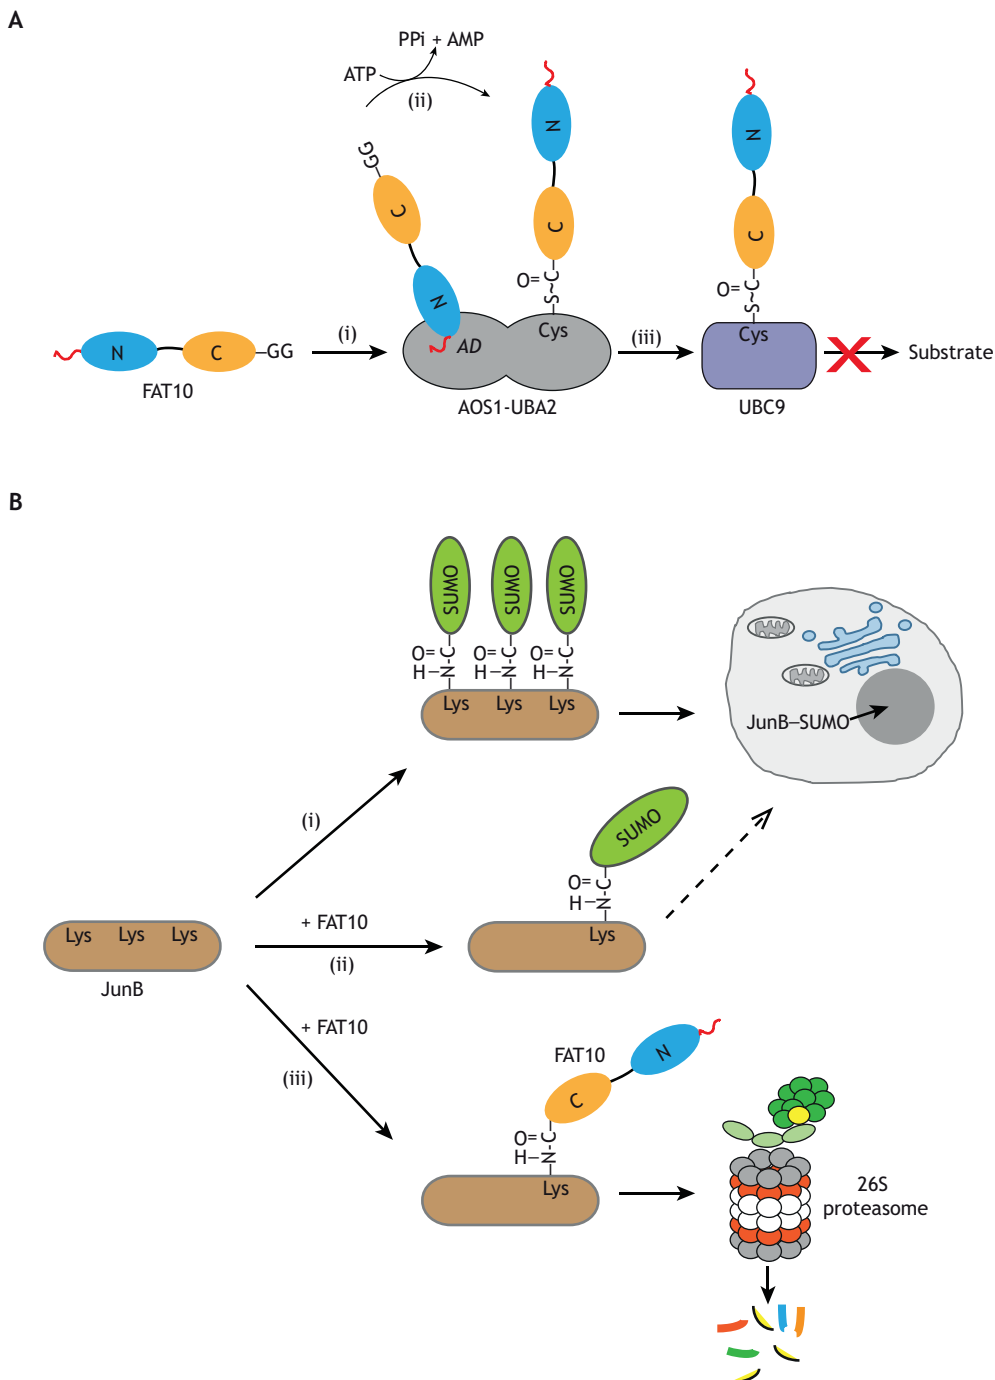 A
PPi + AMP
ATP
(ii)
GG
C
N
N
C
O=C
S
Cys
AD
N
C
O=C
S
Cys
N
C
-GG
FAT10
(i)
AOS1-UBA2
(iii)
UBC9
Substrate
B
SUMO
SUMO
SUMO
O=C
H-N
O=C
H-N
O=C
H-N
Lys
Lys
Lys
JunB-SUMO
(i)
SUMO
O=C
H-N
Lys
Lys
Lys
Lys
JunB
+ FAT10
(ii)
+ FAT10
(iii)
FAT10
N
C
O=C
H-N
Lys
26S
proteasome